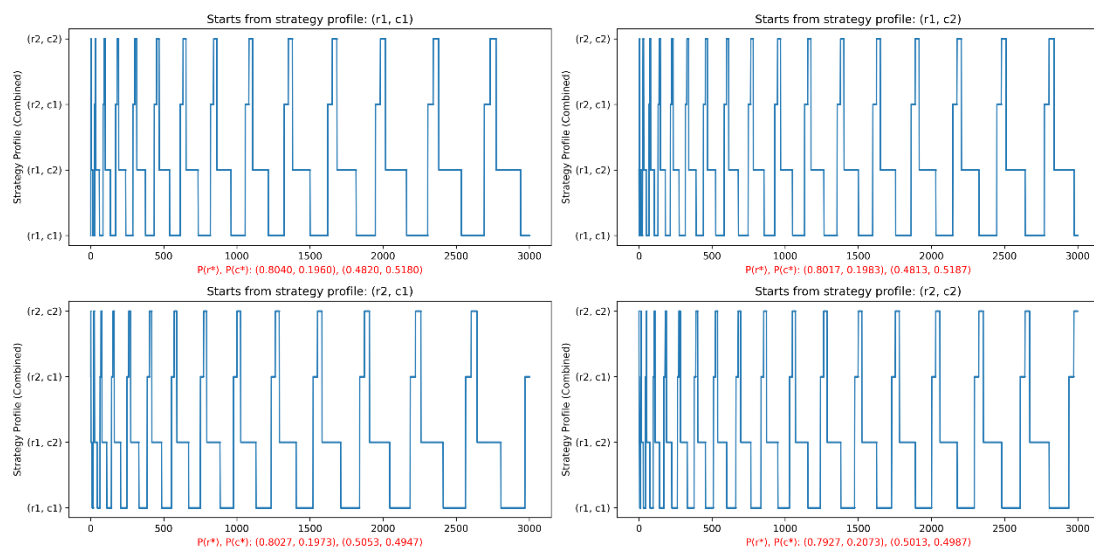 Starts from strategy profile: (r1, c1)
Strategy Profile (Combined)
(r2, c2)
(r2, c1)
(r1, c2)
(r1, c1)
0 500 1000 1500 2000 2500 3000
P(r*), P(c*): (0.8040, 0.1960), (0.4820, 0.5180)
Starts from strategy profile: (r1, c2)
Strategy Profile (Combined)
(r2, c2)
(r2, c1)
(r1, c2)
(r1, c1)
0 500 1000 1500 2000 2500 3000
P(r*), P(c*): (0.8017, 0.1983), (0.4813, 0.5187)
Starts from strategy profile: (r2, c1)
Strategy Profile (Combined)
(r2, c2)
(r2, c1)
(r1, c2)
(r1, c1)
0 500 1000 1500 2000 2500 3000
P(r*), P(c*): (0.8027, 0.1973), (0.5053, 0.4947)
Starts from strategy profile: (r2, c2)
Strategy Profile (Combined)
(r2, c2)
(r2, c1)
(r1, c2)
(r1, c1)
0 500 1000 1500 2000 2500 3000
P(r*), P(c*): (0.7927, 0.2073), (0.5013, 0.4987)